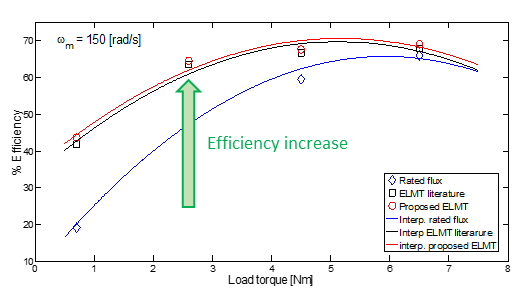 ωm = 150 [rad/s]
70
60
50
40
30
20
10
% Efficiency
Efficiency increase
Rated flux
ELMT literature
Proposed ELMT
Interp. rated flux
Interp ELMT literarure
interp. proposed ELMT
0 1 2 3 4 5 6 7 8
Load torque [Nm]